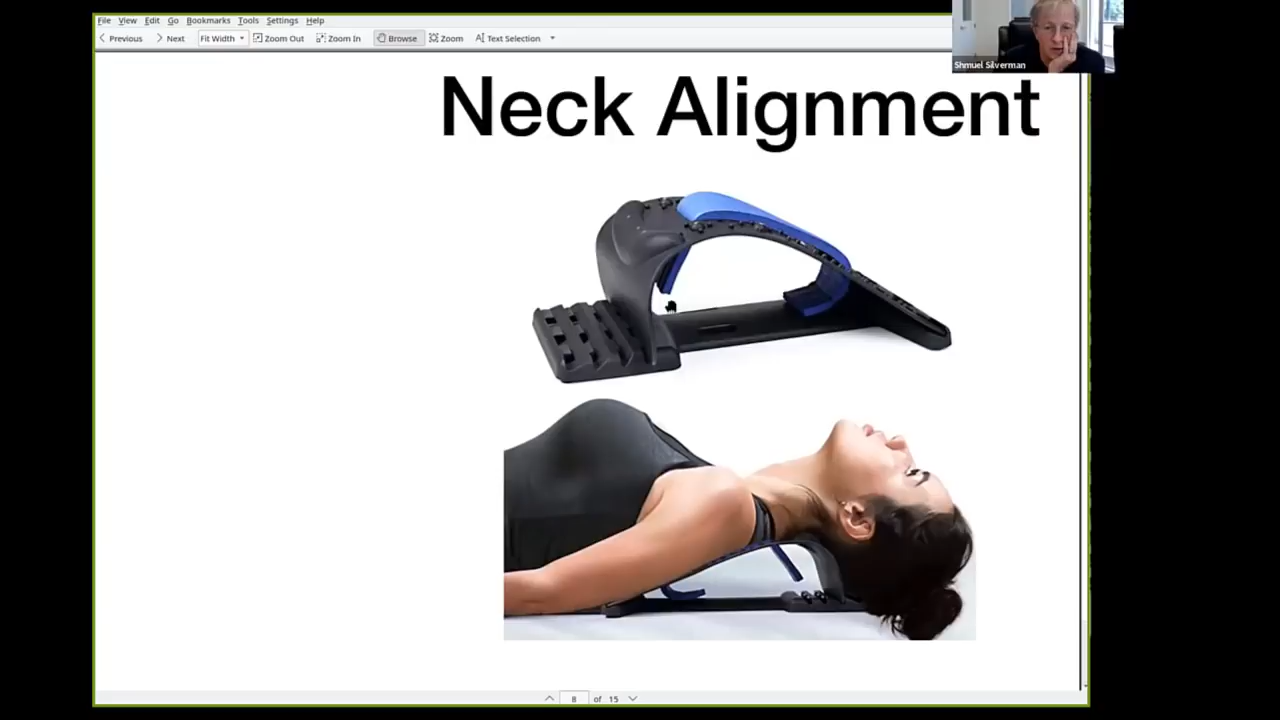 File View Edit Go Bookmarks Tools Settings Help
Previous Next Fit Width Zoom Out Zoom In Browse Zoom Text Selection
Shmuel Silverman
Neck Alignment
8 of 15